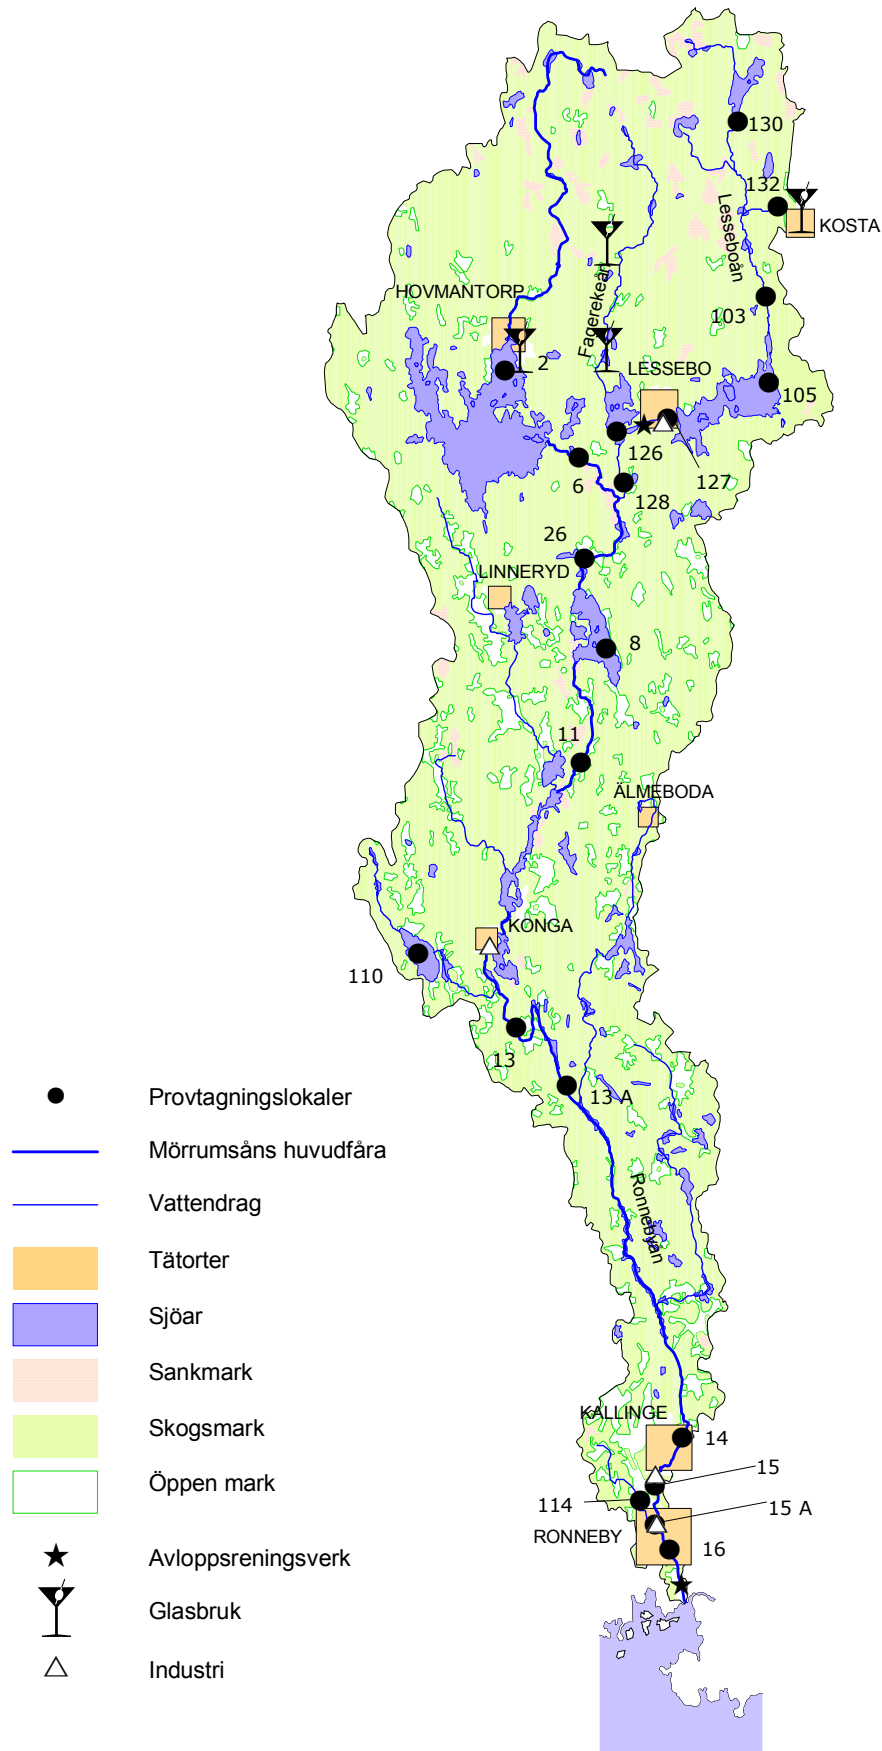 130
132
KOSTA
Lesseboån
Fagerekeån
HOVMANTORP
103
2
LESSEBO
105
126
127
6
128
26
LINNERYD
8
11
ÄLMEBODA
KONGA
110
13
13 A
Ronnebyån
KALLINGE
14
15
114
15 A
RONNEBY
16
Provtagningslokaler
Mörrumsåns huvudfåra
Vattendrag
Tätorter
Sjöar
Sankmark
Skogsmark
Öppen mark
Avloppsreningsverk
Glasbruk
Industri